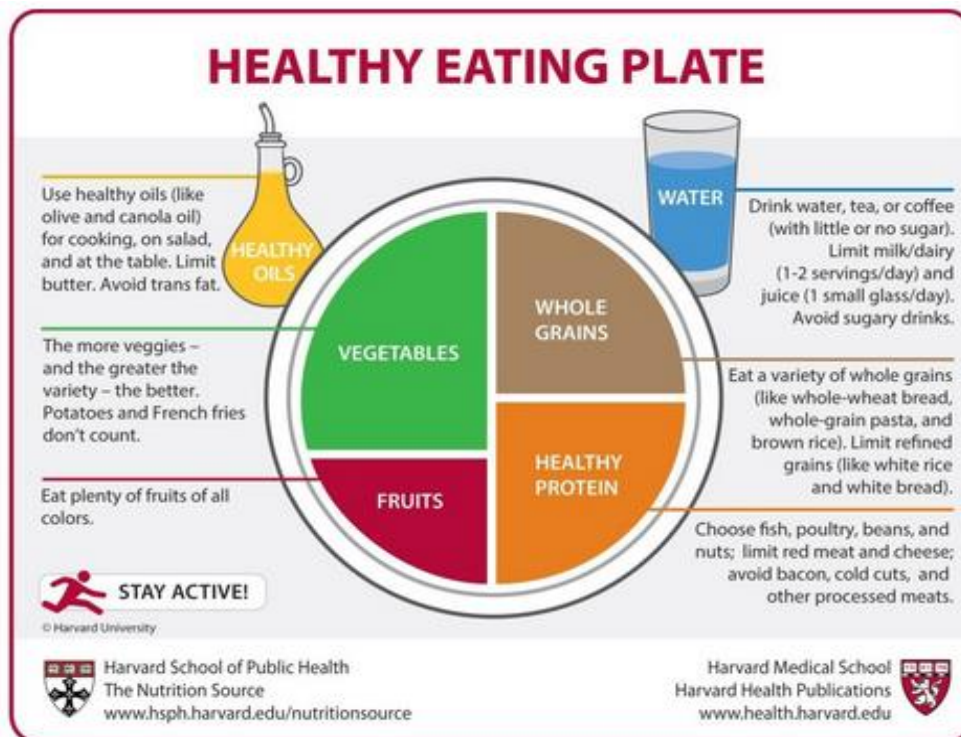 HEALTHY EATING PLATE
Use healthy oils (like
olive and canola oil)
for cooking, on salad,
and at the table. Limit
butter. Avoid trans fat.
HEALTHY
OILS
The more veggies –
and the greater the
variety – the better.
Potatoes and French fries
don't count.
Eat plenty of fruits of all
colors.
VEGETABLES
FRUITS
WHOLE
GRAINS
HEALTHY
PROTEIN
WATER
Drink water, tea, or coffee
(with little or no sugar).
Limit milk/dairy
(1-2 servings/day) and
juice (1 small glass/day).
Avoid sugary drinks.
Eat a variety of whole grains
(like whole-wheat bread,
whole-grain pasta, and
brown rice). Limit refined
grains (like white rice
and white bread).
Choose fish, poultry, beans, and
nuts; limit red meat and cheese;
avoid bacon, cold cuts, and
other processed meats.
STAY ACTIVE!
© Harvard University
Harvard School of Public Health
The Nutrition Source
www.hsph.harvard.edu/nutritionsource
Harvard Medical School
Harvard Health Publications
www.health.harvard.edu